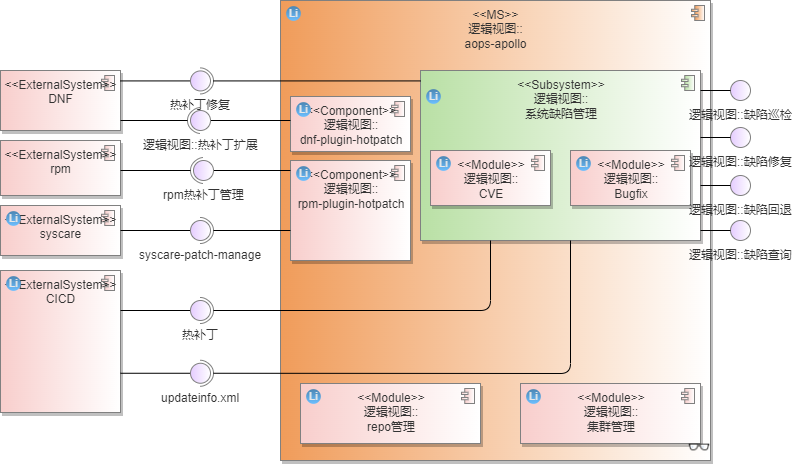 <<MS>>
逻辑视图::
aops-apollo
<<ExternalSystem>>
DNF
热补丁修复
逻辑视图::热补丁扩展
<<Component>>
逻辑视图::
dnf-plugin-hotpatch
<<Subsystem>>
逻辑视图::
系统缺陷管理
逻辑视图::缺陷巡检
逻辑视图::缺陷修复
逻辑视图::缺陷回退
逻辑视图::缺陷查询
<<ExternalSystem>>
rpm
rpm热补丁管理
<<Component>>
逻辑视图::
rpm-plugin-hotpatch
<<Module>>
逻辑视图::
CVE
<<Module>>
逻辑视图::
Bugfix
<<ExternalSystem>>
syscare
syscare-patch-manage
<<ExternalSystem>>
CICD
热补丁
updateinfo.xml
<<Module>>
逻辑视图::
repo管理
<<Module>>
逻辑视图::
集群管理
Li
Li
Li
Li
Li
Li
Li
Li
Li
Li